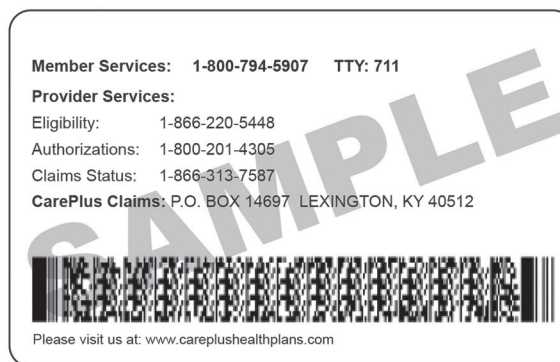 Member Services: 1-800-794-5907 TTY: 711
Provider Services:
Eligibility: 1-866-220-5448
Authorizations: 1-800-201-4305
Claims Status: 1-866-313-7587
CarePlus Claims: P.O. BOX 14697 LEXINGTON, KY 40512
SAMPLE
Please visit us at: www.careplushealthplans.com